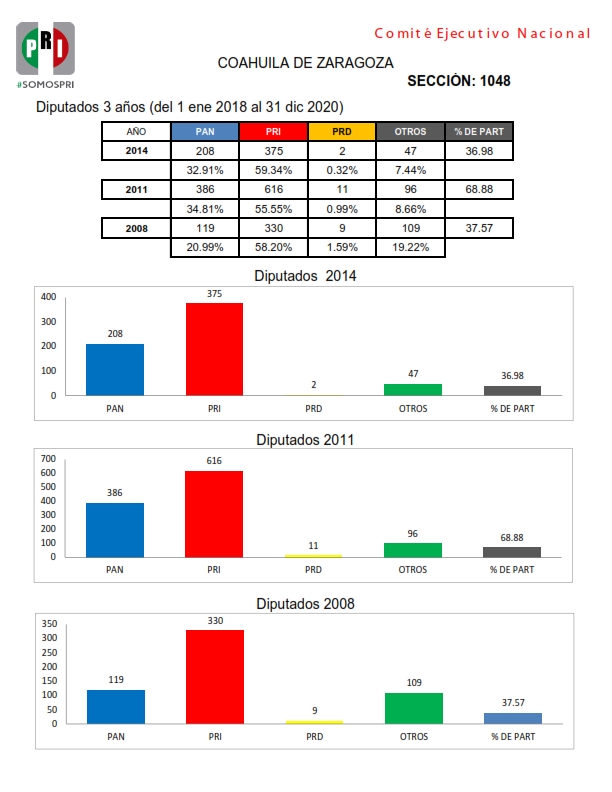 Comité Ejecutivo Nacional
PRI
#SOMOSPRI
COAHUILA DE ZARAGOZA
SECCIÓN: 1048
Diputados 3 años (del 1 ene 2018 al 31 dic 2020)
AÑO PAN PRI PRD OTROS % DE PART
2014 208 375 2 47 36.98
32.91% 59.34% 0.32% 7.44%
2011 386 616 11 96 68.88
34.81% 55.55% 0.99% 8.66%
2008 119 330 9 109 37.57
20.99% 58.20% 1.59% 19.22%
Diputados 2014
400
300
200
100
0
208 375 2 47 36.98
PAN PRI PRD OTROS % DE PART
Diputados 2011
700
600
500
400
300
200
100
0
386 616 11 96 68.88
PAN PRI PRD OTROS % DE PART
Diputados 2008
350
300
250
200
150
100
50
0
119 330 9 109 37.57
PAN PRI PRD OTROS % DE PART